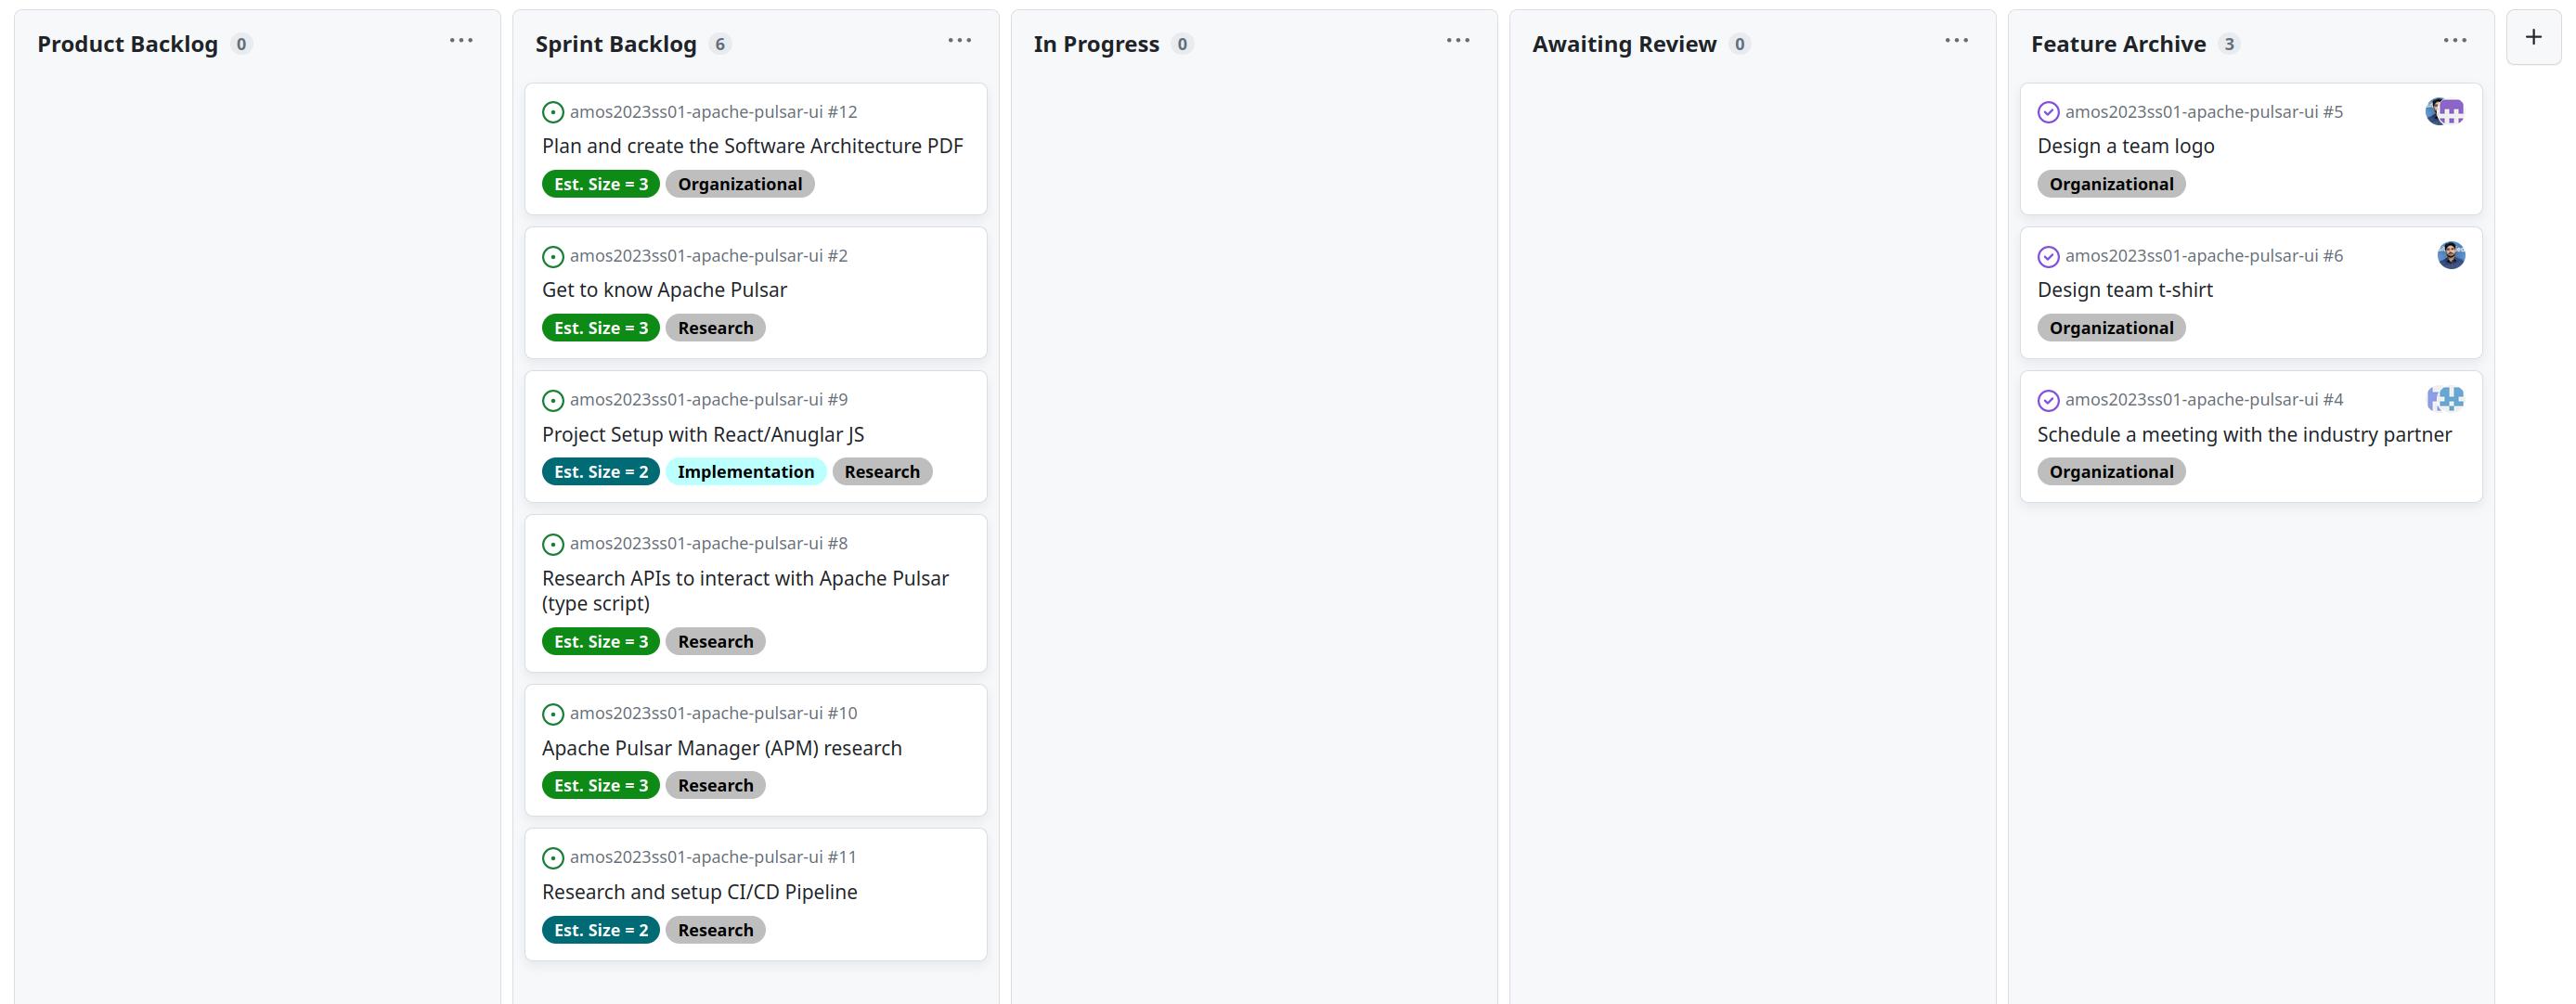 Product Backlog 0
Sprint Backlog 6
amos2023ss01-apache-pulsar-ui #12
Plan and create the Software Architecture PDF
Est. Size = 3 Organizational
amos2023ss01-apache-pulsar-ui #2
Get to know Apache Pulsar
Est. Size = 3 Research
amos2023ss01-apache-pulsar-ui #9
Project Setup with React/Anuglar JS
Est. Size = 2 Implementation Research
amos2023ss01-apache-pulsar-ui #8
Research APIs to interact with Apache Pulsar
(type script)
Est. Size = 3 Research
amos2023ss01-apache-pulsar-ui #10
Apache Pulsar Manager (APM) research
Est. Size = 3 Research
amos2023ss01-apache-pulsar-ui #11
Research and setup CI/CD Pipeline
Est. Size = 2 Research
In Progress 0
Awaiting Review 0
Feature Archive 3
amos2023ss01-apache-pulsar-ui #5
Design a team logo
Organizational
amos2023ss01-apache-pulsar-ui #6
Design team t-shirt
Organizational
amos2023ss01-apache-pulsar-ui #4
Schedule a meeting with the industry partner
Organizational